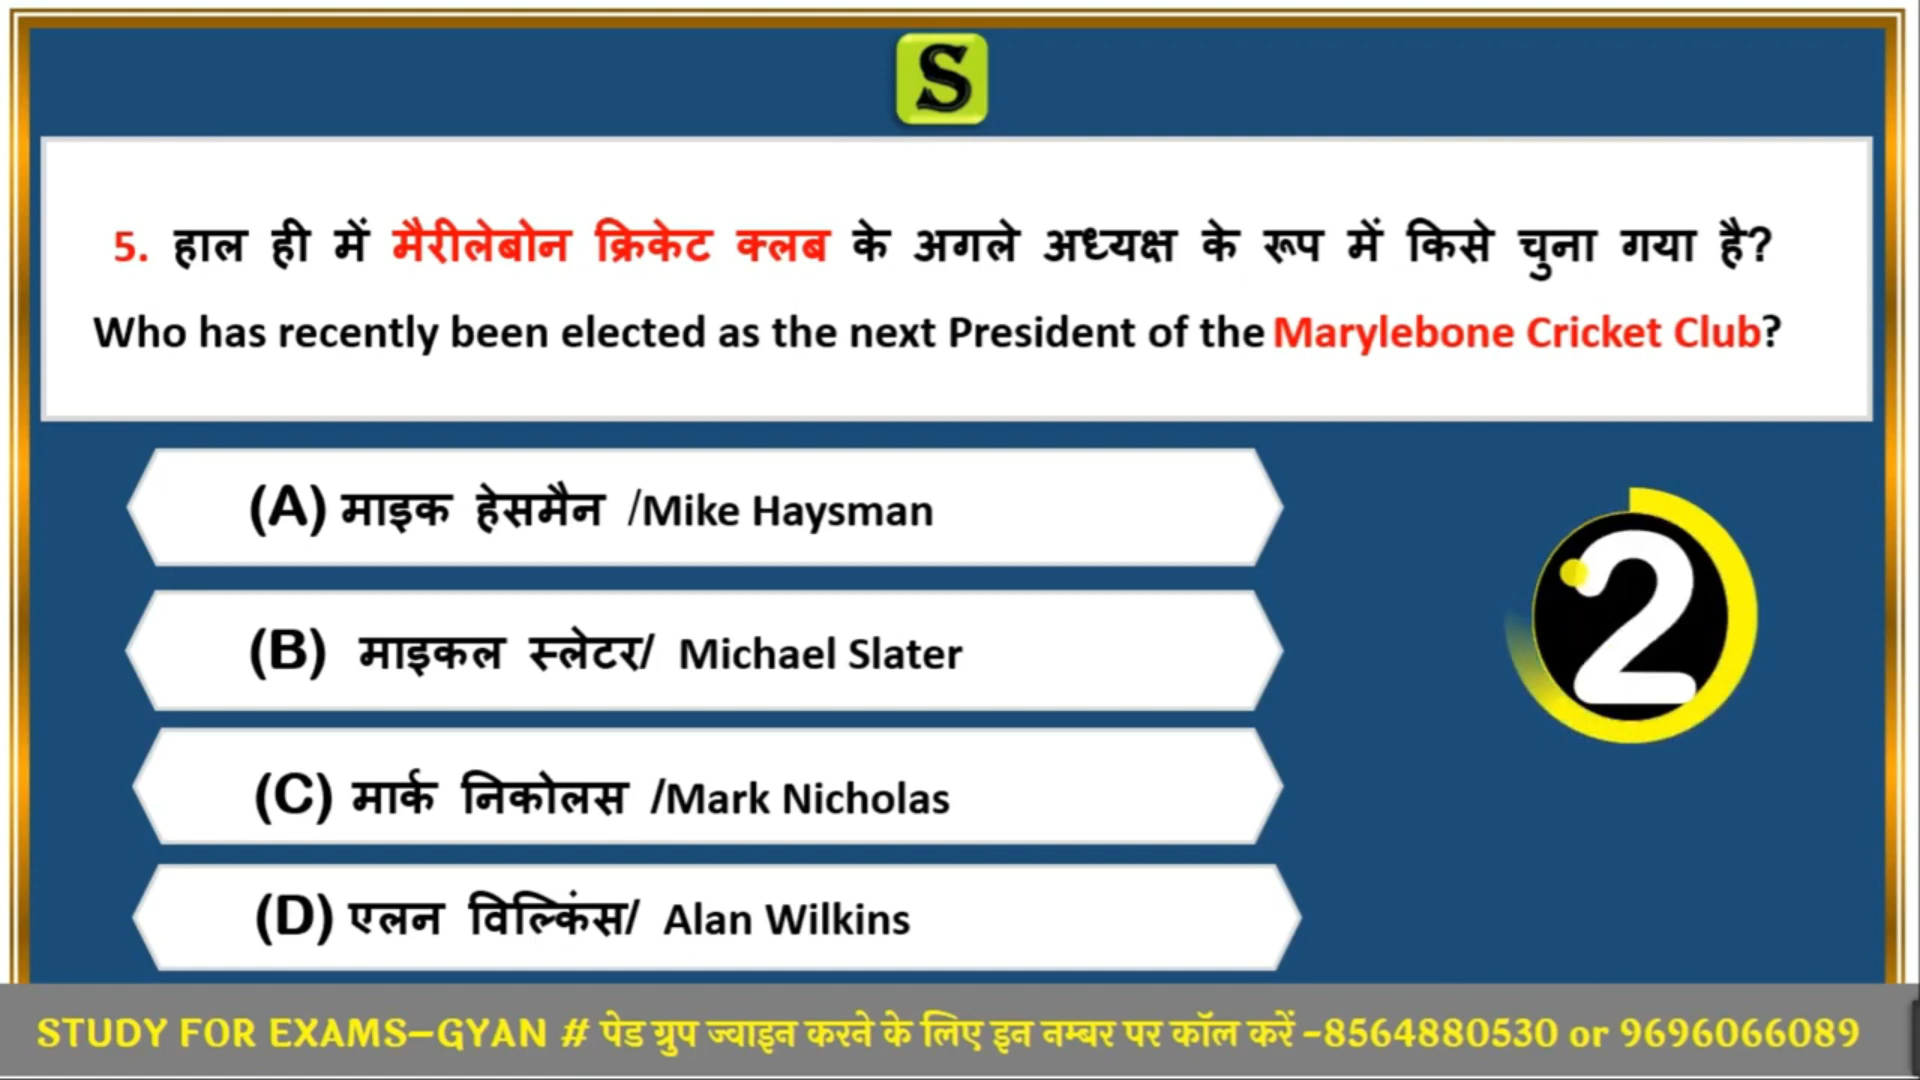 S
5. हाल ही में मैरीलेबोन क्रिकेट क्लब के अगले अध्यक्ष के रूप में किसे चुना गया है?
Who has recently been elected as the next President of the Marylebone Cricket Club?
(A) माइक हेसमैन /Mike Haysman
(B) माइकल स्लेटर/ Michael Slater
2
(C) मार्क निकोलस /Mark Nicholas
(D) एलन विल्किंस/ Alan Wilkins
STUDY FOR EXAMS–GYAN # पेड ग्रुप ज्वाइन करने के लिए इन नम्बर पर कॉल करें –8564880530 or 9696066089